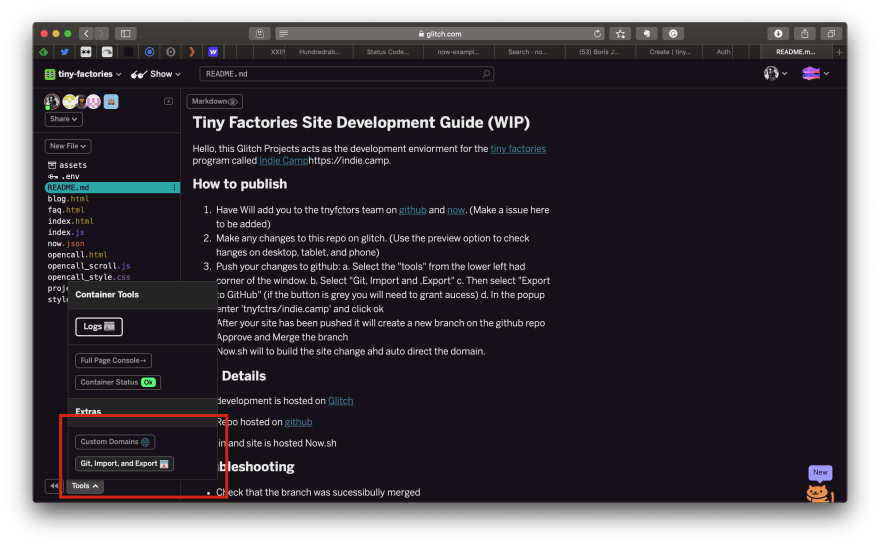 glitch.com
XXIV
Hundredrab...
Status Code...
now-exampl...
Search - no...
(53) Boris J...
Create | tiny...
Auth
README.m...
tiny-factories
Show
README.md
Share
New File
assets
.env
README.md
blog.html
faq.html
index.html
index.js
now.json
opencall.html
opencall_scroll.js
opencall_style.css
proj
style
Container Tools
Logs
Full Page Console→
Container Status Ok
Extras
Custom Domains
Git, Import, and Export
Tools
Markdown
Tiny Factories Site Development Guide (WIP)
Hello, this Glitch Projects acts as the development enviorment for the tiny factories
program called Indie Camphttps://indie.camp.
How to publish
1. Have Will add you to the tnyfctors team on github and now. (Make a issue here
to be added)
2. Make any changes to this repo on glitch. (Use the preview option to check
hanges on desktop, tablet, and phone)
3. Push your changes to github: a. Select the "tools" from the lower left had
corner of the window. b. Select "Git, Import and ,Export" c. Then select "Export
to GitHub" (if the button is grey you will need to grant aucess) d. In the popup
enter 'tnyfctrs/indie.camp' and click ok
After your site has been pushed it will create a new branch on the github repo
Approve and Merge the branch
Now.sh will to build the site change ahd auto direct the domain.
Details
development is hosted on Glitch
Repo hosted on github
in and site is hosted Now.sh
ubleshooting
Check that the branch was sucessibully merged
New